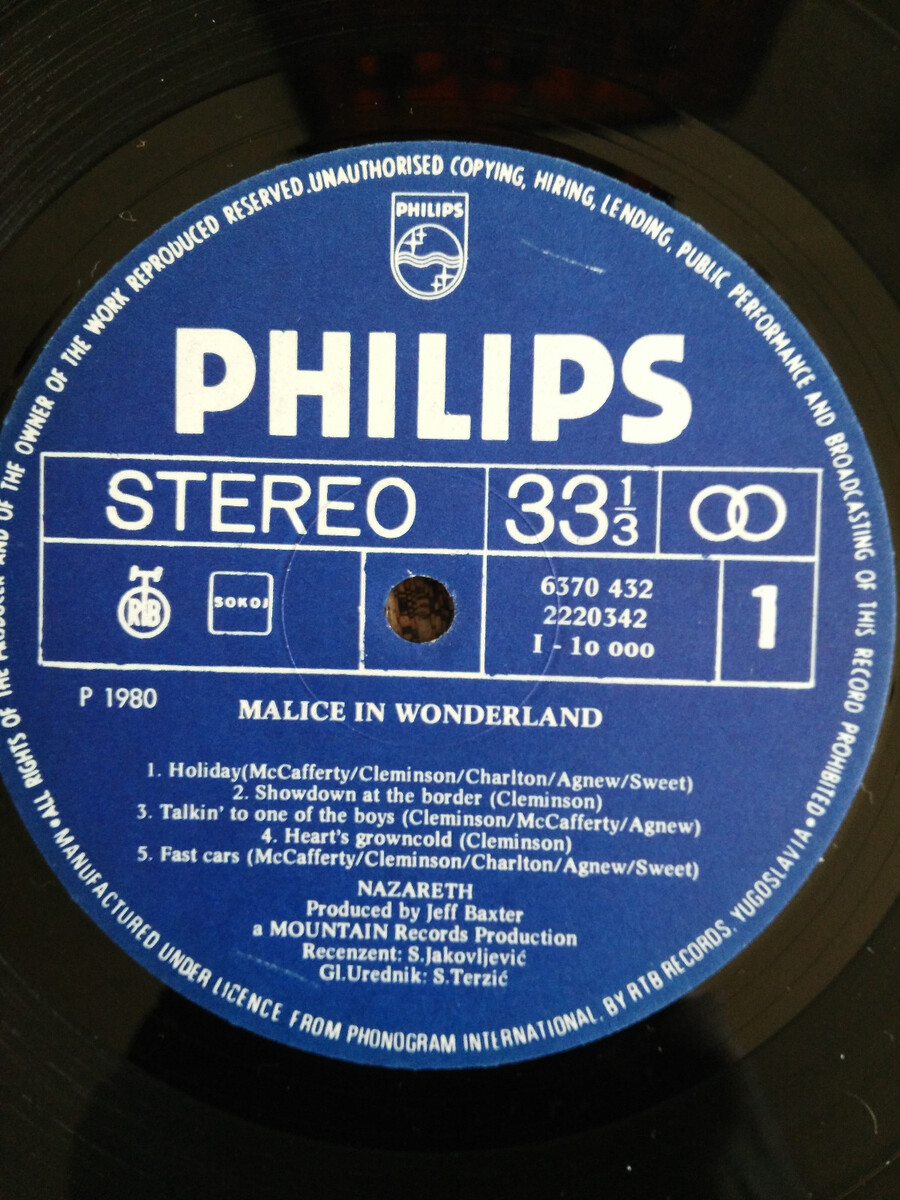 MANUFACTURED UNDER LICENCE FROM PHONOGRAM INTERNATIONAL, BY RTB RECORDS, YUGOSLAVIA •
• ALL RIGHTS OF THE PRODUCER AND OF THE OWNER OF THE WORK REPRODUCED RESERVED. UNAUTHORISED COPYING, HIRING, LENDING, PUBLIC PERFORMANCE AND BROADCASTING OF THIS RECORD PROHIBITED
PHILIPS
PHILIPS
STEREO 33 1/3
RTB SOKOJ
6370 432
2220342
I - 1o 000
1
P 1980
MALICE IN WONDERLAND
1. Holiday(McCafferty/Cleminson/Charlton/Agnew/Sweet)
2. Showdown at the border (Cleminson)
3. Talkin' to one of the boys (Cleminson/McCafferty/Agnew)
4. Heart's growncold (Cleminson)
5. Fast cars (McCafferty/Cleminson/Charlton/Agnew/Sweet)
NAZARETH
Produced by Jeff Baxter
a MOUNTAIN Records Production
Recenzent: S.Jakovljević
Gl.Urednik: S.Terzić